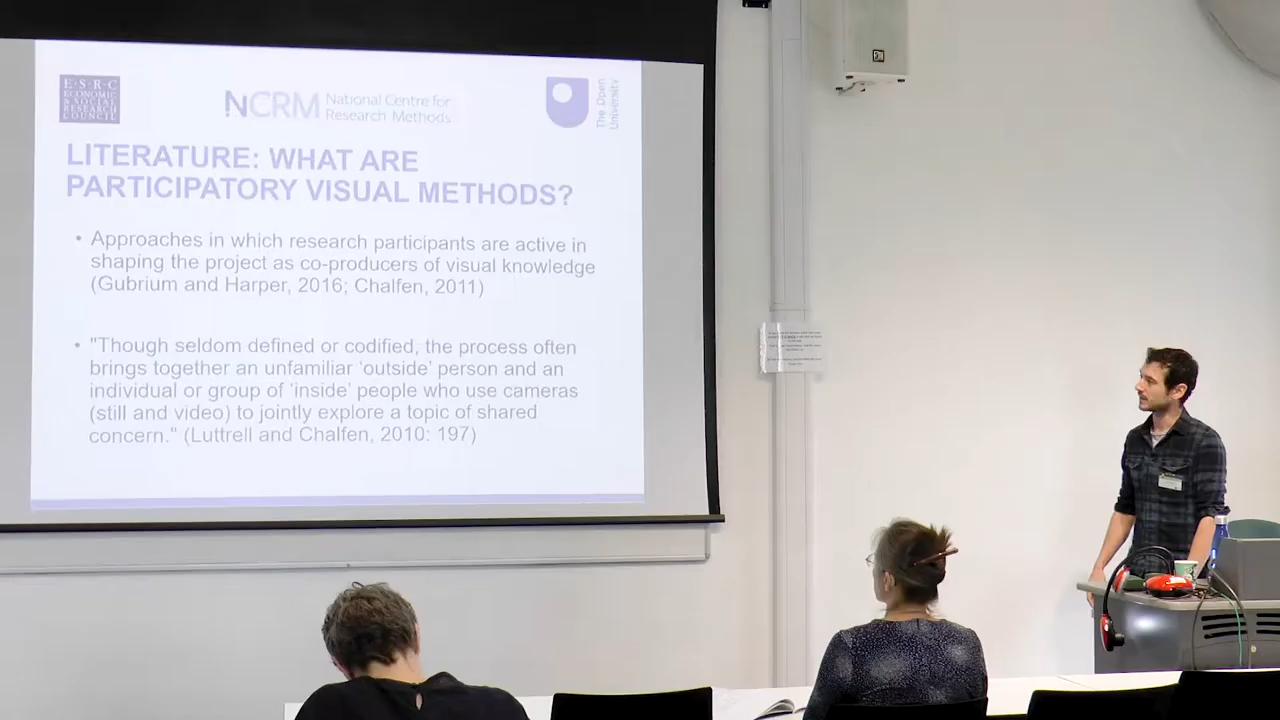 E·S·R·C
ECONOMIC
& SOCIAL
RESEARCH
COUNCIL
NCRM
National Centre for
Research Methods
The Open
University
LITERATURE: WHAT ARE
PARTICIPATORY VISUAL METHODS?
• Approaches in which research participants are active in
shaping the project as co-producers of visual knowledge
(Gubrium and Harper, 2016; Chalfen, 2011)
• "Though seldom defined or codified, the process often
brings together an unfamiliar ‘outside’ person and an
individual or group of ‘inside’ people who use cameras
(still and video) to jointly explore a topic of shared
concern." (Luttrell and Chalfen, 2010: 197)